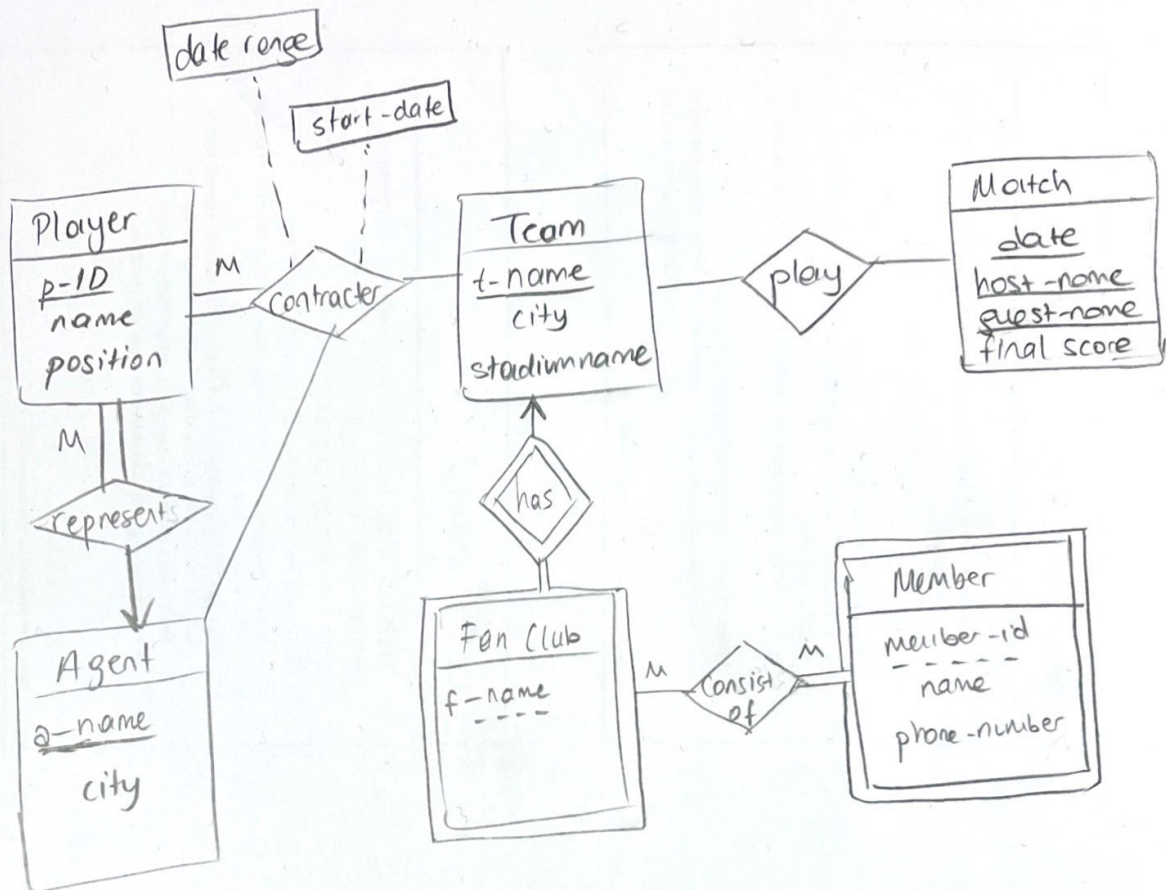 date range
start-date
Player
p-ID
name
position
M
contracter
Team
t-name
city
stadiumname
play
Match
date
host-name
guest-name
final score
M
represents
has
Agent
a-name
city
Fan Club
f-name
M
consist
of
M
Member
member-id
name
phone-number